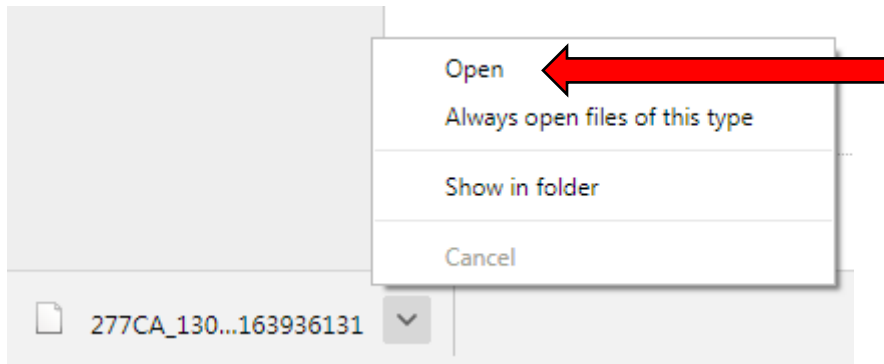 Open
Always open files of this type
Show in folder
Cancel
277CA_130...163936131